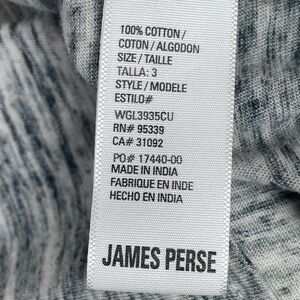 100% COTTON /
COTON / ALGODON
SIZE / TAILLE
TALLA: 3
STYLE / MODELE
ESTILO#
WGL3935CU
RN# 95339
CA# 31092
PO# 17440-00
MADE IN INDIA
FABRIQUE EN INDE
HECHO EN INDIA
JAMES PERSE